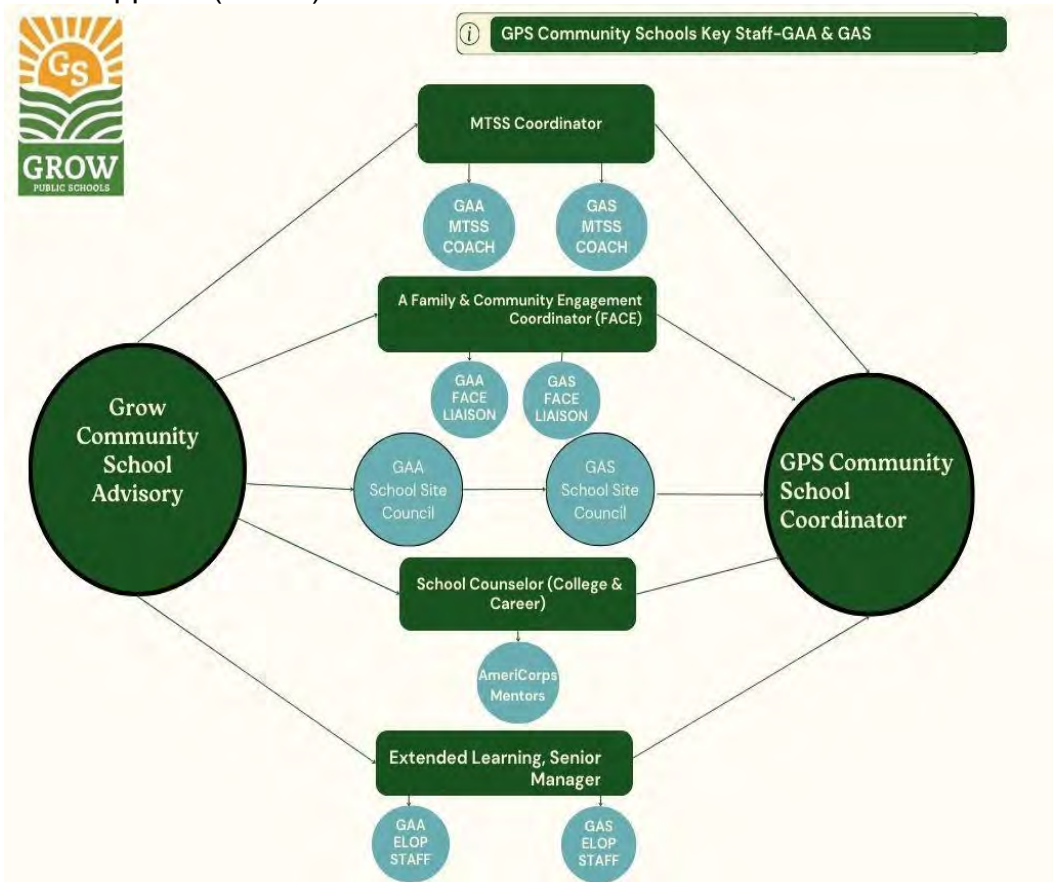 GPS Community Schools Key Staff-GAA & GAS
GS
GROW
PUBLIC SCHOOLS
MTSS Coordinator
GAA
MTSS
COACH
GAS
MTSS
COACH
A Family & Community Engagement
Coordinator (FACE)
GAA
FACE
LIAISON
GAS
FACE
LIAISON
Grow
Community
School
Advisory
GAA
School Site
Council
GAS
School Site
Council
GPS Community
School
Coordinator
School Counselor (College &
Career)
AmeriCorps
Mentors
Extended Learning, Senior
Manager
GAA
ELOP
STAFF
GAS
ELOP
STAFF